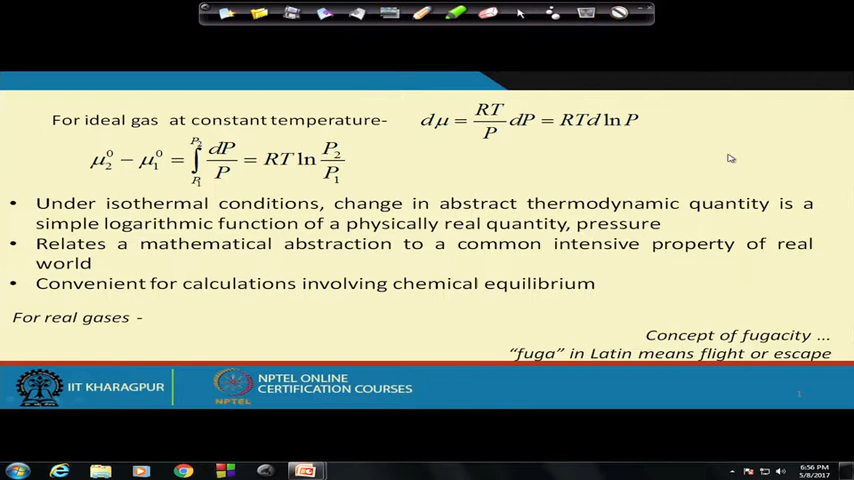 For ideal gas at constant temperature- dμ = RT/P dP = RTd ln P
μ₂⁰ − μ₁⁰ = ∫_{P₁}^{P₂} dP/P = RT ln P₂/P₁
• Under isothermal conditions, change in abstract thermodynamic quantity is a
simple logarithmic function of a physically real quantity, pressure
• Relates a mathematical abstraction to a common intensive property of real
world
• Convenient for calculations involving chemical equilibrium
For real gases -
Concept of fugacity ...
"fuga" in Latin means flight or escape
IIT KHARAGPUR
NPTEL
NPTEL ONLINE
CERTIFICATION COURSES
1
6:56 PM
5/8/2017